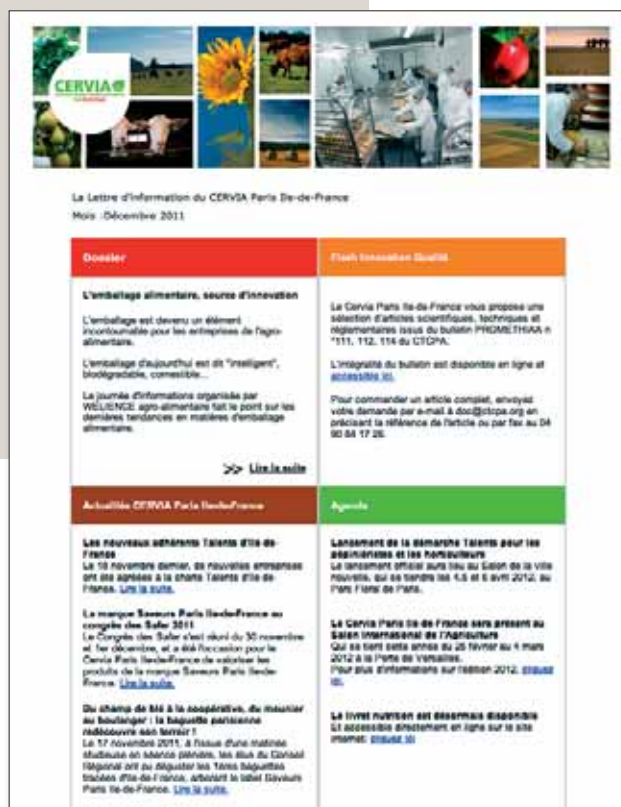 CERVIA
La Lettre d'information du CERVIA Paris Ile-de-France
Mois :Décembre 2011
Dossier
L'emballage alimentaire, source d'innovation
L'emballage est devenu un élément
incontournable pour les entreprises de l'agro-
alimentaire.
L'emballage d'aujourd'hui est dit "intelligent",
biodégradable, comestible...
La journée d'informations organisée par
WELIENCE agro-alimentaire fait le point sur les
dernières tendances en matières d'emballage
alimentaire.
>> Lire la suite
Flash Innovation Qualité
Le Cervia Paris Ile-de-France vous propose une
sélection d'articles scientifiques, techniques et
réglementaires issus du bulletin PROMETHIAA n
°111, 112, 114 du CTCPA.
L'intégralité du bulletin est disponible en ligne et
accessible ici.
Pour commander un article complet, envoyez
votre demande par e-mail à doc@ctcpa.org en
précisant la référence de l'article ou par fax au 04
90 84 17 26.
Actualités CERVIA Paris Ile-de-France
Les nouveaux adhérents Talents d'Ile de-
France
Le 18 novembre dernier, de nouvelles entreprises
ont été agréées à la charte Talents d'Ile de-
France. Lire la suite.
La marque Saveurs Paris Ile-de-France au
congrès des Safer 2011
Le Congrès des Safer s'est réuni du 30 novembre
et 1er décembre, et a été l'occasion pour le
Cervia Paris Ile-de-France de valoriser les
produits de la marque Saveurs Paris Ile-de-
France. Lire la suite.
Du champ de blé à la coopérative, du meunier
au boulanger : la baguette parisienne
redécouvre son terroir !
Le 17 novembre 2011, à l'issue d'une matinée
studieuse en séance plénière, les élus du Conseil
Régional ont pu déguster les 1ères baguettes
tracées d'Ile-de-France, arborant le label Saveurs
Paris Ile-de-France. Lire la suite.
Agenda
Lancement de la démarche Talents pour les
pépiniéristes et les horticulteurs
Le lancement officiel aura lieu au Salon de la ville
nouvelle, qui se tiendra les 4,5 et 6 avril 2012, au
Parc Floral de Paris.
Le Cervia Paris Ile de France sera présent au
Salon International de l'Agriculture
Qui se tient cette année du 25 février au 4 mars
2012 à la Porte de Versailles.
Pour plus d'informations sur l'édition 2012, cliquez
ici.
Le livret nutrition est désormais disponible
Et accessible directement en ligne sur le site
internet: cliquez ici